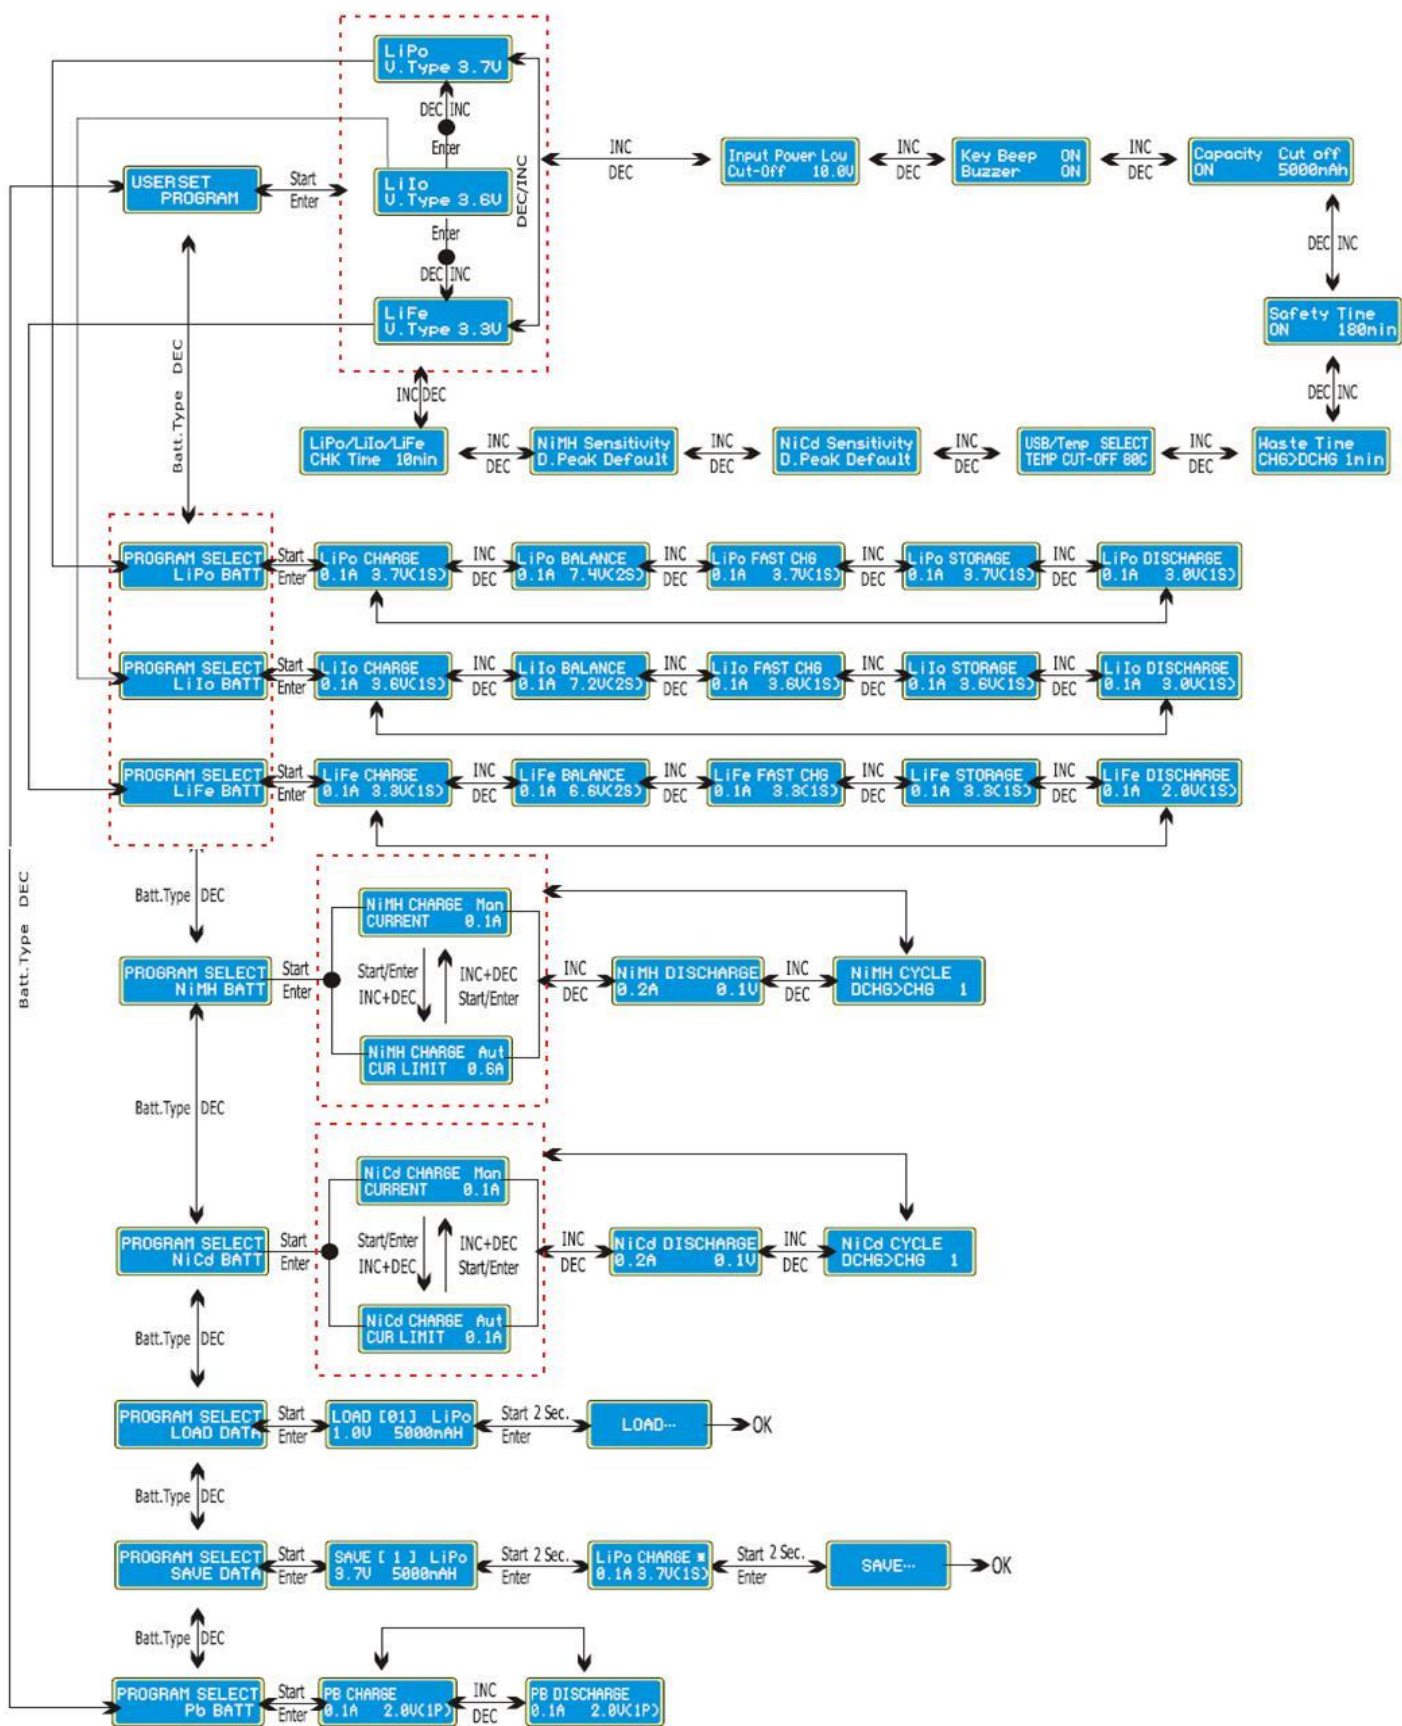 LiPo
V.Type 3.7V
DEC INC
Enter
USER SET
PROGRAM
Start
Enter
LiIo
V.Type 3.6V
DEC/INC
Enter
DEC INC
LiFe
V.Type 3.3V
INC
DEC
Input Power Low
Cut-Off 10.0V
INC
DEC
Key Beep ON
Buzzer ON
INC
DEC
Capacity Cut off
ON 5000mAh
DEC INC
Safety Time
ON 180min
DEC INC
Batt.Type DEC
INC DEC
LiPo/LiIo/LiFe
CHK Time 10min
INC
DEC
NiMH Sensitivity
D.Peak Default
INC
DEC
NiCd Sensitivity
D.Peak Default
INC
DEC
USB/Temp SELECT
TEMP CUT-OFF 80C
INC
DEC
Waste Time
CHG>DCHG 1min
PROGRAM SELECT
LiPo BATT
Start
Enter
LiPo CHARGE
0.1A 3.7V(1S)
INC
DEC
LiPo BALANCE
0.1A 7.4V(2S)
INC
DEC
LiPo FAST CHG
0.1A 3.7V(1S)
INC
DEC
LiPo STORAGE
0.1A 3.7V(1S)
INC
DEC
LiPo DISCHARGE
0.1A 3.0V(1S)
PROGRAM SELECT
LiIo BATT
Start
Enter
LiIo CHARGE
0.1A 3.6V(1S)
INC
DEC
LiIo BALANCE
0.1A 7.2V(2S)
INC
DEC
LiIo FAST CHG
0.1A 3.6V(1S)
INC
DEC
LiIo STORAGE
0.1A 3.6V(1S)
INC
DEC
LiIo DISCHARGE
0.1A 3.0V(1S)
PROGRAM SELECT
LiFe BATT
Start
Enter
LiFe CHARGE
0.1A 3.3V(1S)
INC
DEC
LiFe BALANCE
0.1A 6.6V(2S)
INC
DEC
LiFe FAST CHG
0.1A 3.3(1S)
INC
DEC
LiFe STORAGE
0.1A 3.3(1S)
INC
DEC
LiFe DISCHARGE
0.1A 2.0V(1S)
Batt.Type DEC
Batt.Type DEC
PROGRAM SELECT
NiMH BATT
Start
Enter
NiMH CHARGE Man
CURRENT 0.1A
Start/Enter
INC+DEC
INC+DEC
Start/Enter
NiMH CHARGE Aut
CUR LIMIT 0.6A
INC
DEC
NiMH DISCHARGE
0.2A 0.1V
INC
DEC
NiMH CYCLE
DCHG>CHG 1
Batt.Type DEC
PROGRAM SELECT
NiCd BATT
Start
Enter
NiCd CHARGE Man
CURRENT 0.1A
Start/Enter
INC+DEC
INC+DEC
Start/Enter
NiCd CHARGE Aut
CUR LIMIT 0.1A
INC
DEC
NiCd DISCHARGE
0.2A 0.1V
INC
DEC
NiCd CYCLE
DCHG>CHG 1
Batt.Type DEC
PROGRAM SELECT
LOAD DATA
Start
Enter
LOAD [01] LiPo
1.0V 5000mAH
Start 2 Sec.
Enter
LOAD···
OK
Batt.Type DEC
PROGRAM SELECT
SAVE DATA
Start
Enter
SAVE [ 1 ] LiPo
3.7V 5000mAH
Start 2 Sec.
Enter
LiPo CHARGE *
0.1A 3.7V(1S)
Start 2 Sec.
Enter
SAVE···
OK
Batt.Type DEC
PROGRAM SELECT
Pb BATT
Start
Enter
PB CHARGE
0.1A 2.0V(1P)
INC
DEC
PB DISCHARGE
0.1A 2.0V(1P)